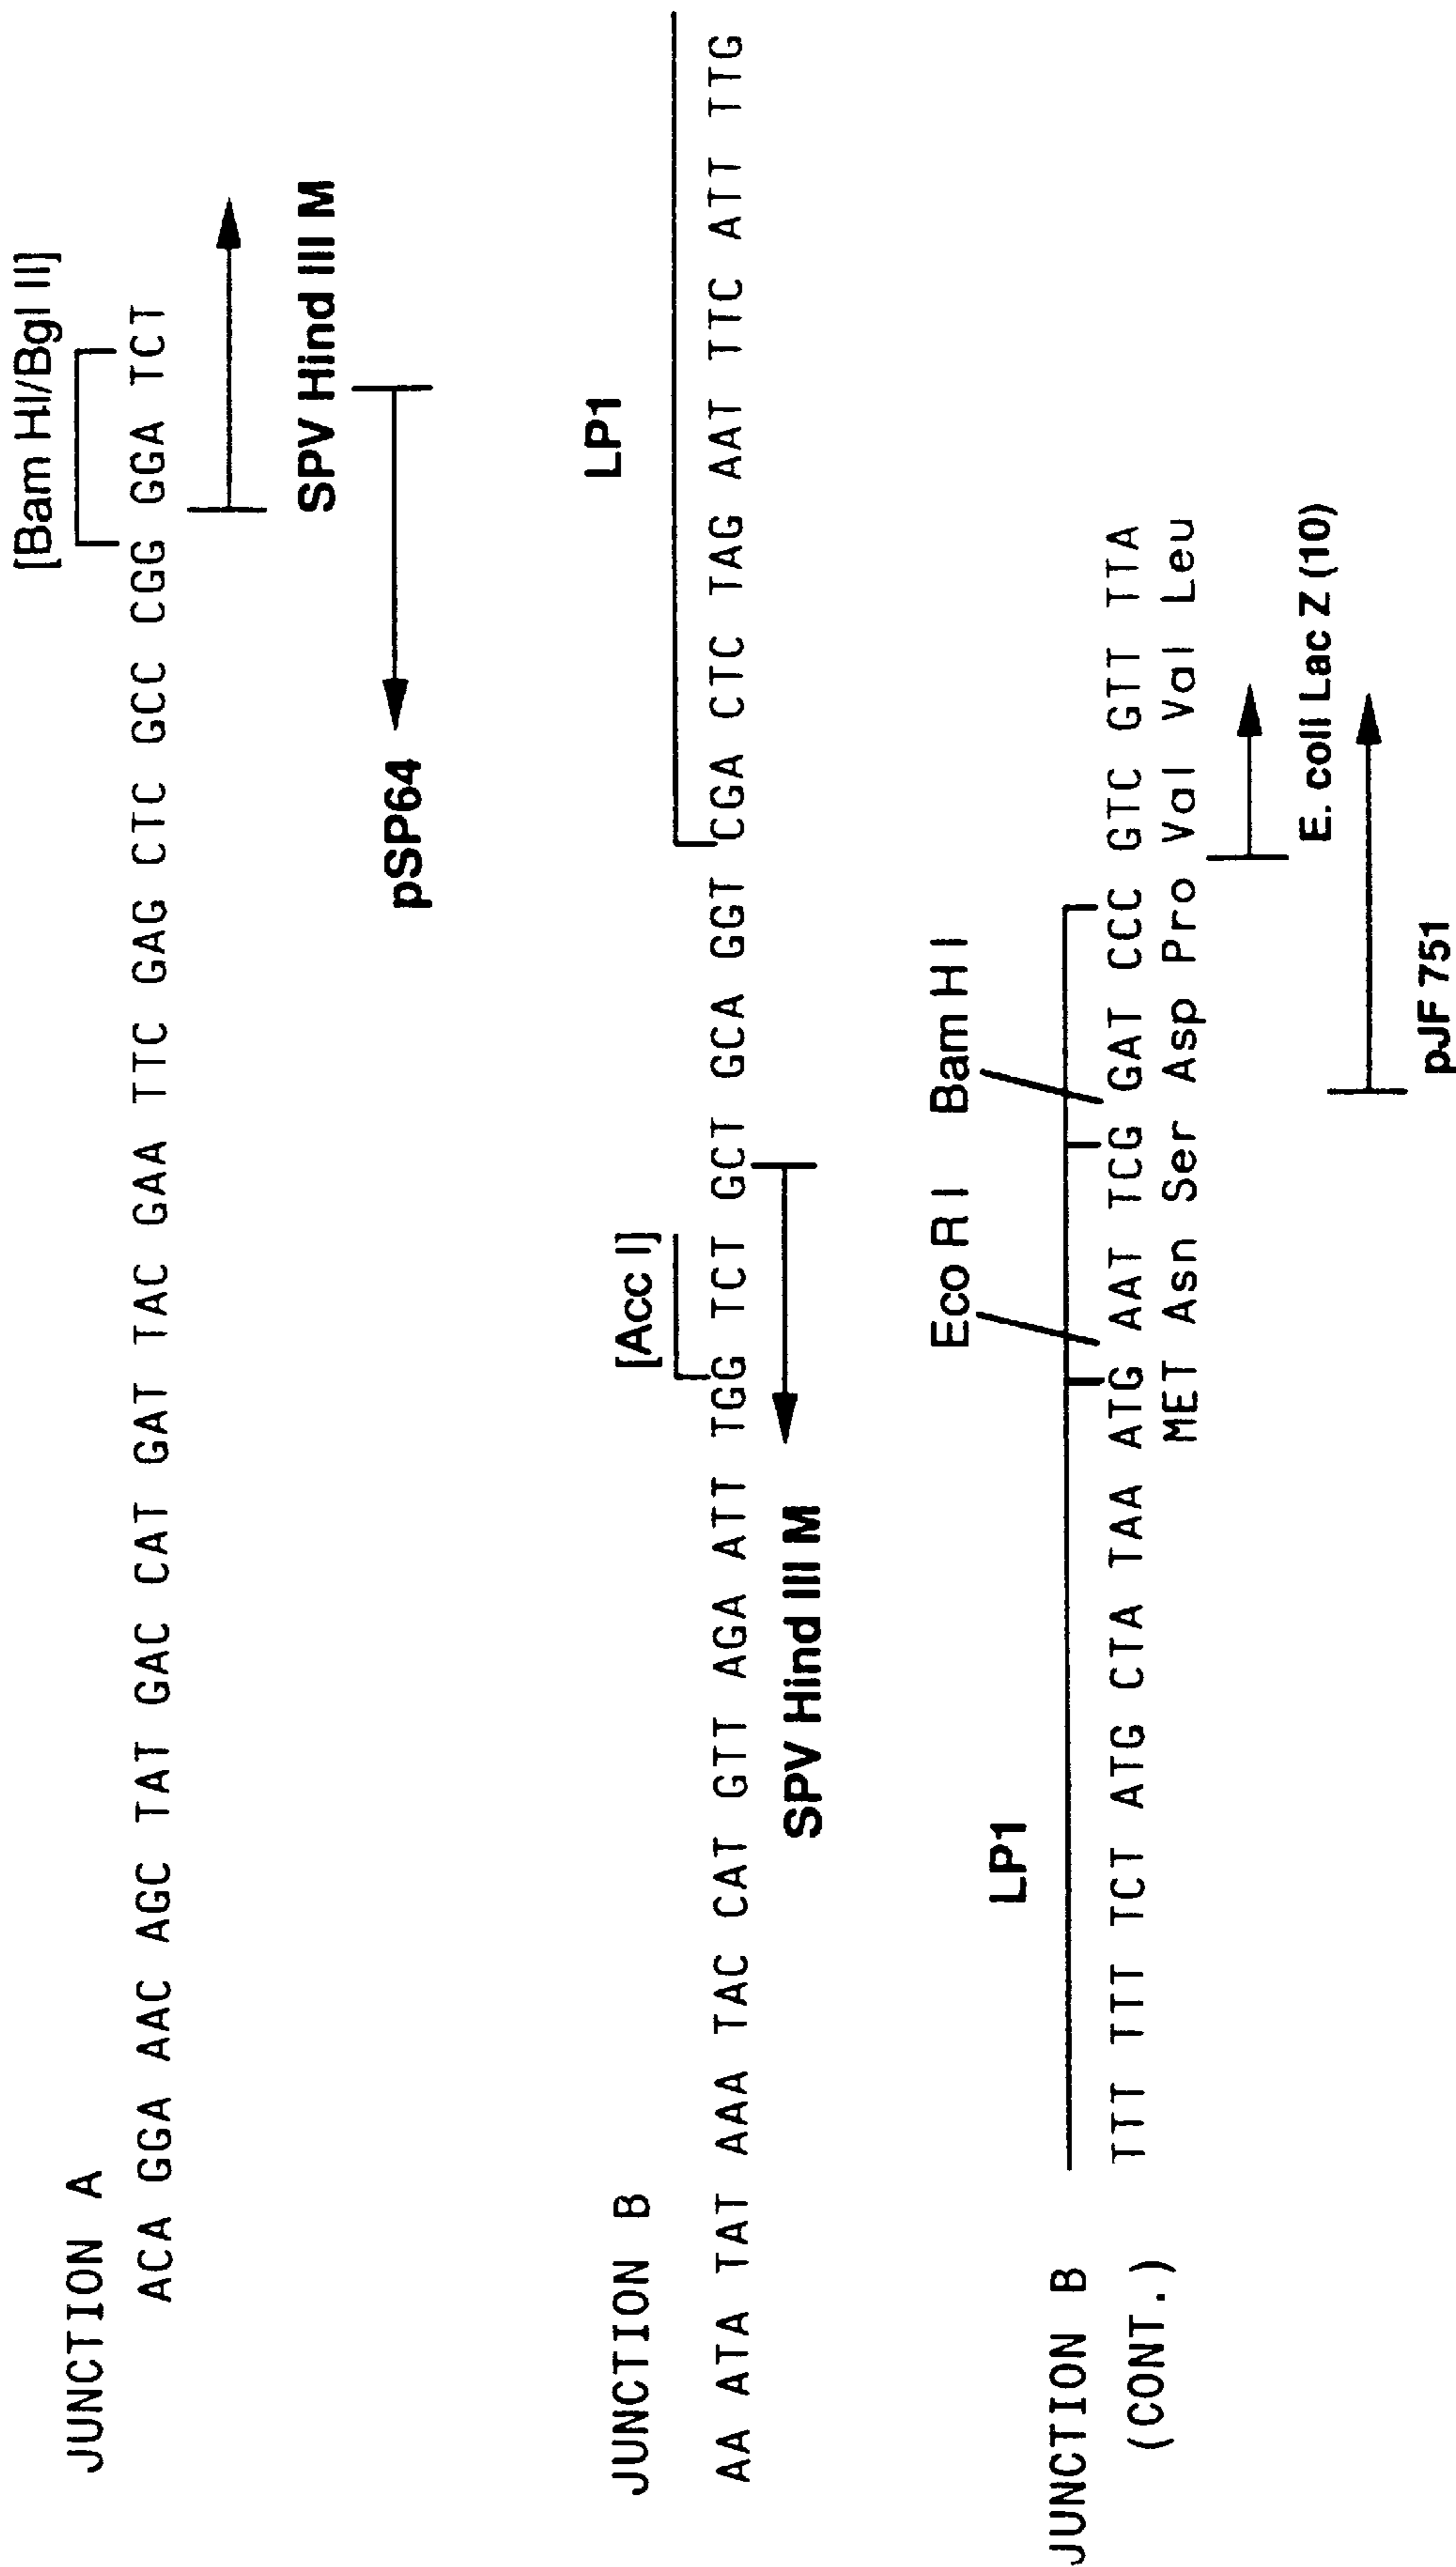 JUNCTION A
[Bam HI/Bgl II]
ACA GGA AAC AGC TAT GAC CAT GAT TAC GAA TTC GAG CTC GCC CGG GGA TCT
SPV Hind III M
pSP64
JUNCTION B
[Acc I]
LP1
AA ATA TAT AAA TAC CAT GTT AGA ATT TGG TCT GCT GCA GGT CGA CTC TAG AAT TTC ATT TTG
SPV Hind III M
JUNCTION B
(CONT.)
LP1
Eco RI Bam HI
TTT TTT TCT ATG CTA TAA ATG AAT TCG GAT CCC GTC GTT TTA
MET Asn Ser Asp Pro Val Val Leu
E. coli Lac Z (10)
pJF 751